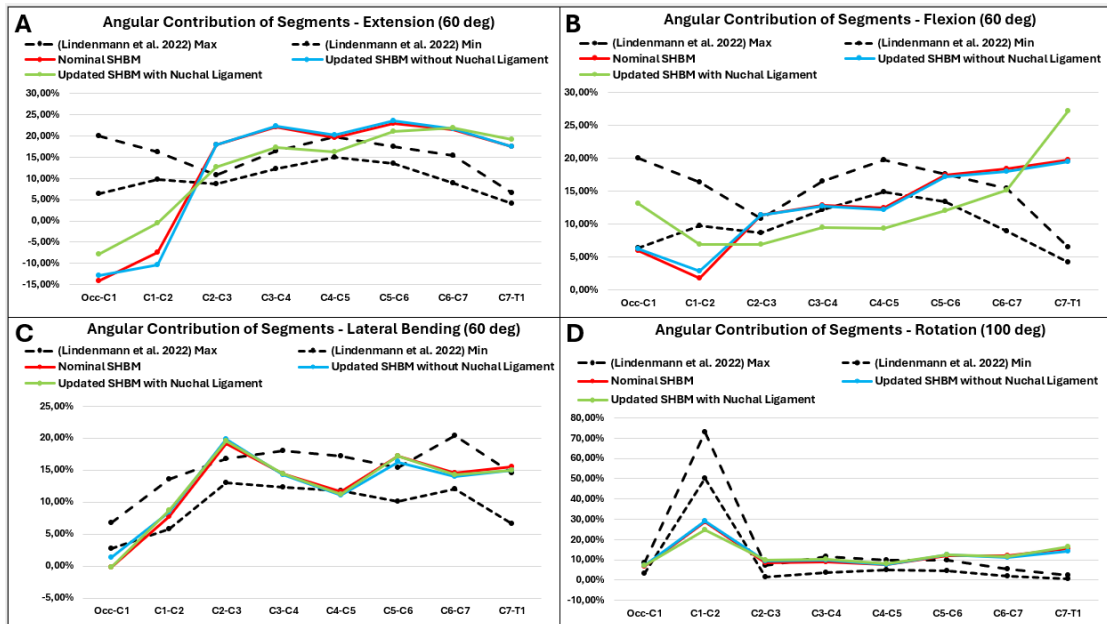 A
Angular Contribution of Segments - Extension (60 deg)
(Lindenmann et al. 2022) Max
(Lindenmann et al. 2022) Min
Nominal SHBM
Updated SHBM without Nuchal Ligament
Updated SHBM with Nuchal Ligament
30,00%
25,00%
20,00%
15,00%
10,00%
5,00%
0,00%
-5,00%
-10,00%
-15,00%
Occ-C1 C1-C2 C2-C3 C3-C4 C4-C5 C5-C6 C6-C7 C7-T1
B
Angular Contribution of Segments - Flexion (60 deg)
(Lindenmann et al. 2022) Max
(Lindenmann et al. 2022) Min
Nominal SHBM
Updated SHBM without Nuchal Ligament
Updated SHBM with Nuchal Ligament
30,00%
25,00%
20,00%
15,00%
10,00%
5,00%
0,00%
Occ-C1 C1-C2 C2-C3 C3-C4 C4-C5 C5-C6 C6-C7 C7-T1
C
Angular Contribution of Segments - Lateral Bending (60 deg)
(Lindenmann et al. 2022) Max
(Lindenmann et al. 2022) Min
Nominal SHBM
Updated SHBM without Nuchal Ligament
Updated SHBM with Nuchal Ligament
25,00%
20,00%
15,00%
10,00%
5,00%
0,00%
-5,00%
Occ-C1 C1-C2 C2-C3 C3-C4 C4-C5 C5-C6 C6-C7 C7-T1
D
Angular Contribution of Segments - Rotation (100 deg)
(Lindenmann et al. 2022) Max
(Lindenmann et al. 2022) Min
Nominal SHBM
Updated SHBM without Nuchal Ligament
Updated SHBM with Nuchal Ligament
80,00%
70,00%
60,00%
50,00%
40,00%
30,00%
20,00%
10,00%
0,00%
-10,00%
Occ-C1 C1-C2 C2-C3 C3-C4 C4-C5 C5-C6 C6-C7 C7-T1